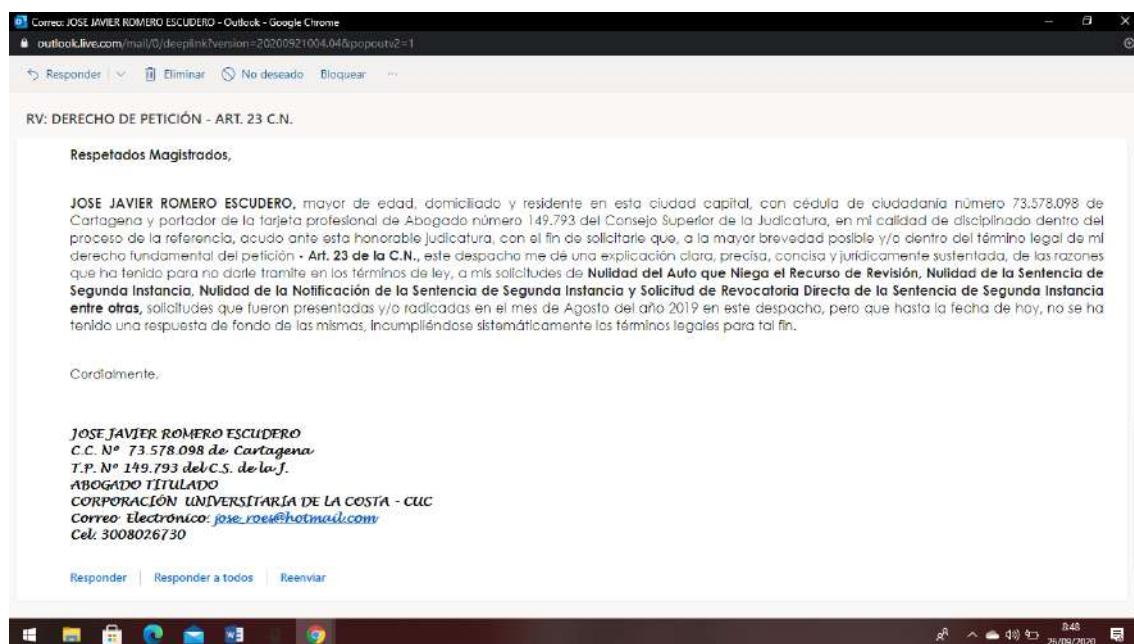 Correo: JOSE JAVIER ROMERO ESCUDERO - Outlook - Google Chrome
outlook.live.com/mail/0/deeplink?version=20200921004.04&popoutv2=1
Responder Eliminar No deseado Bloquear ...
RV: DERECHO DE PETICIÓN - ART. 23 C.N.
Respetados Magistrados,
JOSE JAVIER ROMERO ESCUDERO, mayor de edad, domiciliado y residente en esta ciudad capital, con cédula de ciudadanía número 73.578.098 de
Cartagena y portador de la tarjeta profesional de Abogado número 149.793 del Consejo Superior de la Judicatura, en mi calidad de disciplinado dentro del
proceso de la referencia, acudo ante esta honorable judicatura, con el fin de solicitarle que, a la mayor brevedad posible y/o dentro del término legal de mi
derecho fundamental del petición - Art. 23 de la C.N., este despacho me dé una explicación clara, precisa, concisa y jurídicamente sustentada, de las razones
que ha tenido para no darle tramite en los términos de ley, a mis solicitudes de Nulidad del Auto que Niega el Recurso de Revisión, Nulidad de la Sentencia de
Segunda Instancia, Nulidad de la Notificación de la Sentencia de Segunda Instancia y Solicitud de Revocatoria Directa de la Sentencia de Segunda Instancia
entre otras, solicitudes que fueron presentadas y/o radicadas en el mes de Agosto del año 2019 en este despacho, pero que hasta la fecha de hoy, no se ha
tenido una respuesta de fondo de las mismas, incumpliéndose sistemáticamente los términos legales para tal fin.
Cordialmente,
JOSE JAVIER ROMERO ESCUDERO
C.C. Nº 73.578.098 de Cartagena
T.P. Nº 149.793 del C.S. de la J.
ABOGADO TITULADO
CORPORACIÓN UNIVERSITARIA DE LA COSTA - CUC
Correo Electrónico: jose_roes@hotmail.com
Cel: 3008026730
Responder Responder a todos Reenviar
8:48
25/09/2020